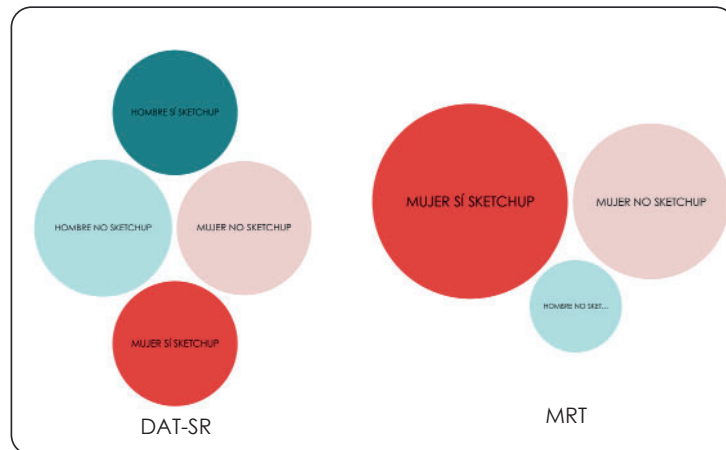 HOMBRE SÍ SKETCHUP
HOMBRE NO SKETCHUP
MUJER NO SKETCHUP
MUJER SÍ SKETCHUP
DAT-SR
MUJER SÍ SKETCHUP
MUJER NO SKETCHUP
HOMBRE NO SKET...
MRT